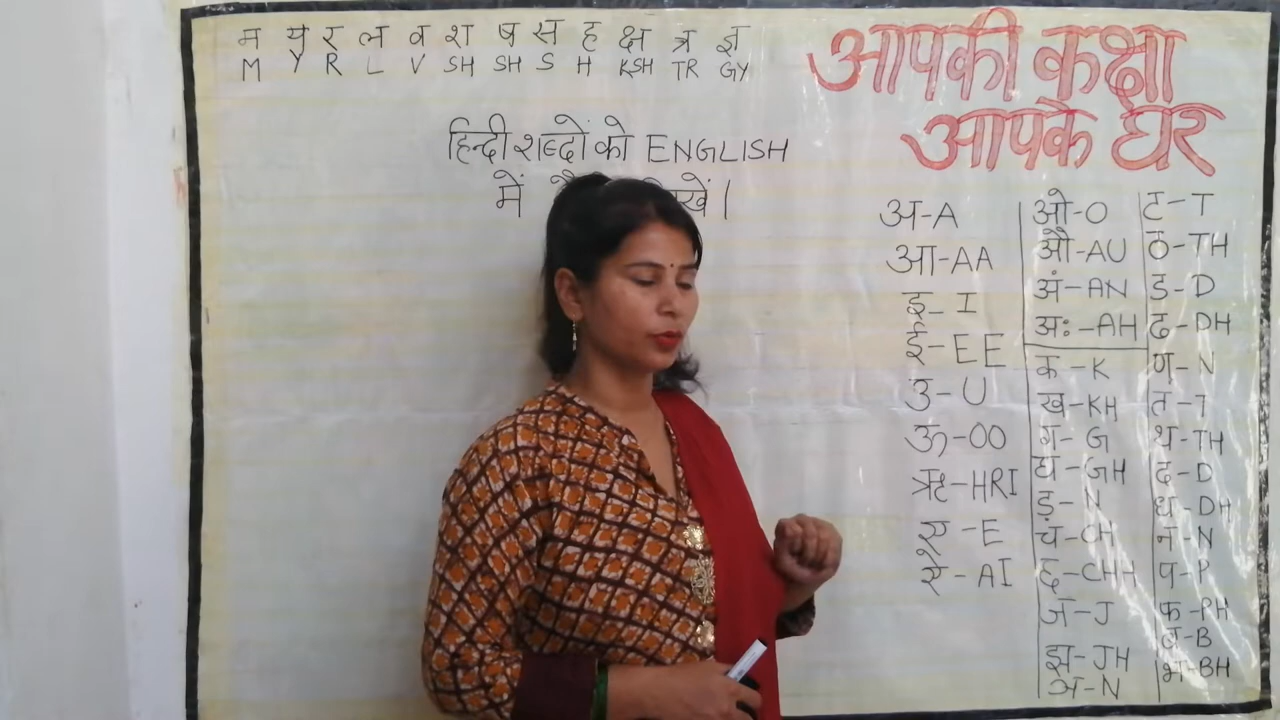 म य र ल व श ष स ह क्ष त्र ज्ञ
M Y R L V SH SH S H KSH TR GY
आपकी कक्षा
आपके घर
हिन्दी शब्दों को ENGLISH
में
अ-A
आ-AA
इ-I
ई-EE
उ-U
ऊ-OO
ऋ-HRI
ए-E
ऐ-AI
ओ-O
औ-AU
अं-AN
अः-AH
क-K
ख-KH
ग-G
घ-GH
ड़-N
च-CH
छ-CHH
ज-J
झ-JH
ञ-N
ट-T
ठ-TH
ड-D
ढ-DH
ण-N
त-T
थ-TH
द-D
ध-DH
न-N
प-P
फ-PH
ब-B
भ-BH